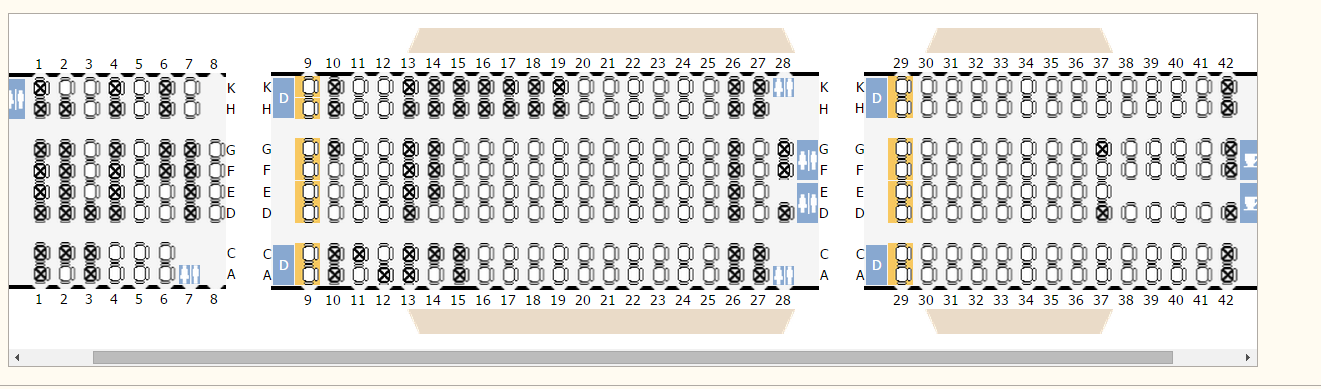 1 2 3 4 5 6 7 8 9 10 11 12 13 14 15 16 17 18 19 20 21 22 23 24 25 26 27 28 29 30 31 32 33 34 35 36 37 38 39 40 41 42
K K K K
D D
H H H H
G G G G
F F F F
E E E E
D D D D
C C C C
D D
A A A A
1 2 3 4 5 6 7 8 9 10 11 12 13 14 15 16 17 18 19 20 21 22 23 24 25 26 27 28 29 30 31 32 33 34 35 36 37 38 39 40 41 42